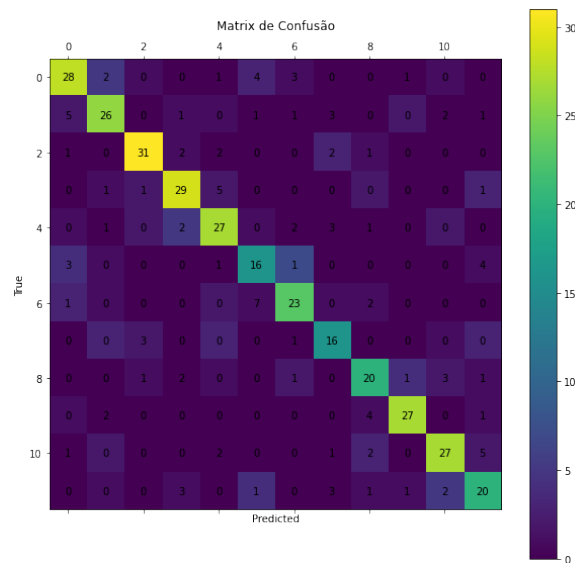 Matrix de Confusão
0 2 4 6 8 10
0 28 2 0 0 1 4 3 0 0 1 0 0
5 26 0 1 0 1 1 3 0 0 2 1
2 1 0 31 2 2 0 0 2 1 0 0 0
0 1 1 29 5 0 0 0 0 0 0 1
4 0 1 0 2 27 0 2 3 1 0 0 0
3 0 0 0 1 16 1 0 0 0 0 4
6 1 0 0 0 0 7 23 0 2 0 0 0
0 0 3 0 0 0 1 16 0 0 0 0
8 0 0 1 2 0 0 1 0 20 1 3 1
0 2 0 0 0 0 0 0 4 27 0 1
10 1 0 0 0 2 0 0 1 2 0 27 5
0 0 0 3 0 1 0 3 1 1 2 20
True
Predicted
30
25
20
15
10
5
0